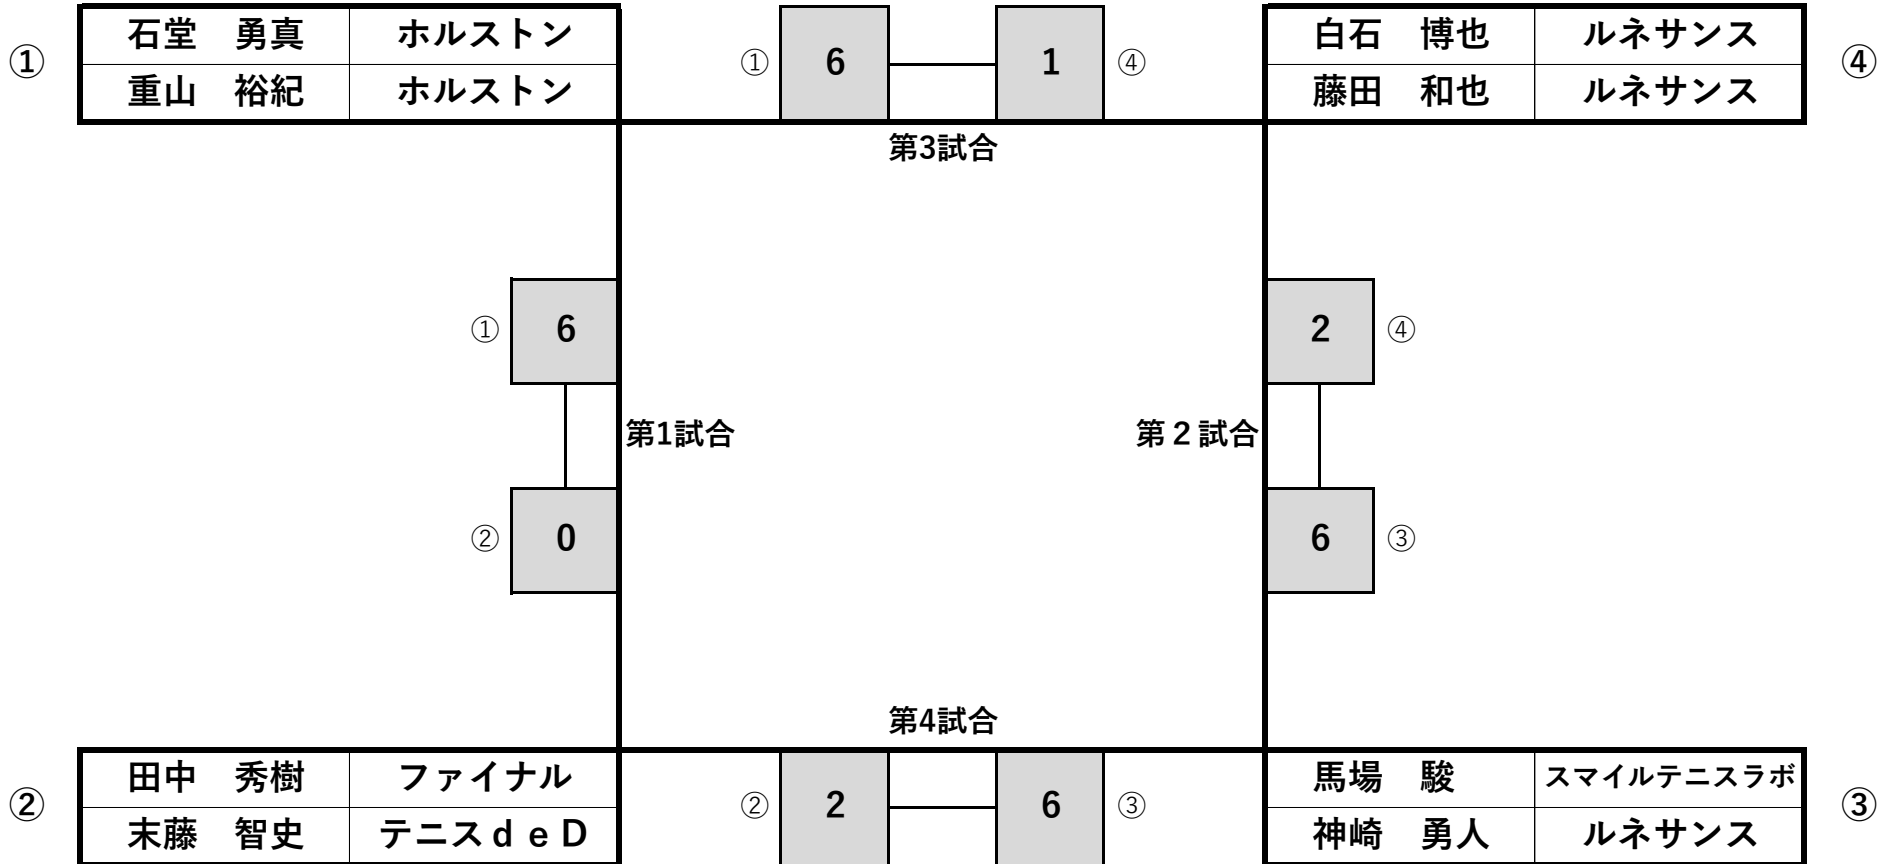 ① 石堂　勇真 ホルストン ① 6 1 ④ 白石　博也 ルネサンス ④
重山　裕紀 ホルストン 藤田　和也 ルネサンス
第3試合
① 6 2 ④
第1試合 第２試合
② 0 6 ③
第4試合
② 田中　秀樹 ファイナル ② 2 6 ③ 馬場　駿 スマイルテニスラボ ③
末藤　智史 テニスｄｅＤ 神崎　勇人 ルネサンス